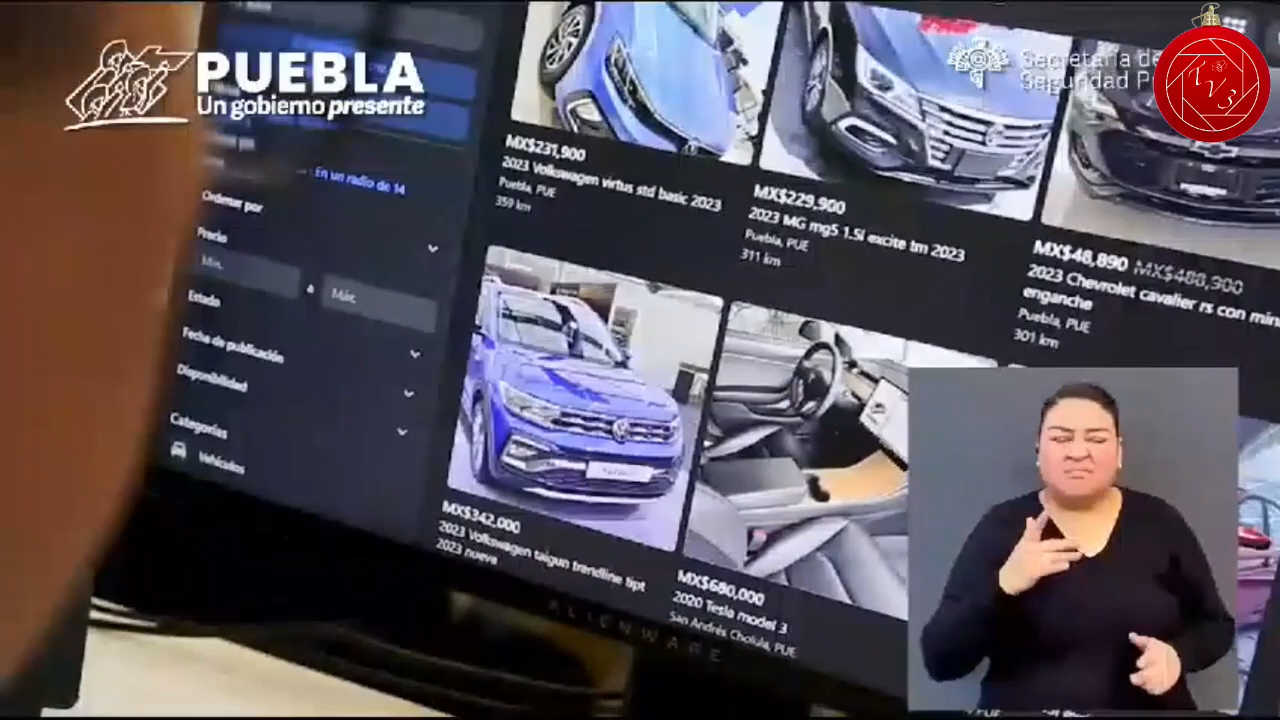 PUEBLA
Un gobierno presente
Secretaría de
Seguridad P
LV3
En un radio de 14
Ordenar por
Precio
Mín.
a
Máx.
Estado
Fecha de publicación
Disponibilidad
Categorías
Vehículos
MX$231,900
2023 Volkswagen virtus std basic 2023
Puebla, PUE
359 km
MX$229,900
2023 MG mg5 1.5l excite tm 2023
Puebla, PUE
311 km
MX$48,890 MX$488,900
2023 Chevrolet cavalier rs con min
enganche
Puebla, PUE
301 km
MX$342,000
2023 Volkswagen taigun trendline tipt
2023 nueva
MX$680,000
2020 Tesla model 3
San Andrés Cholula, PUE
ALIENWARE